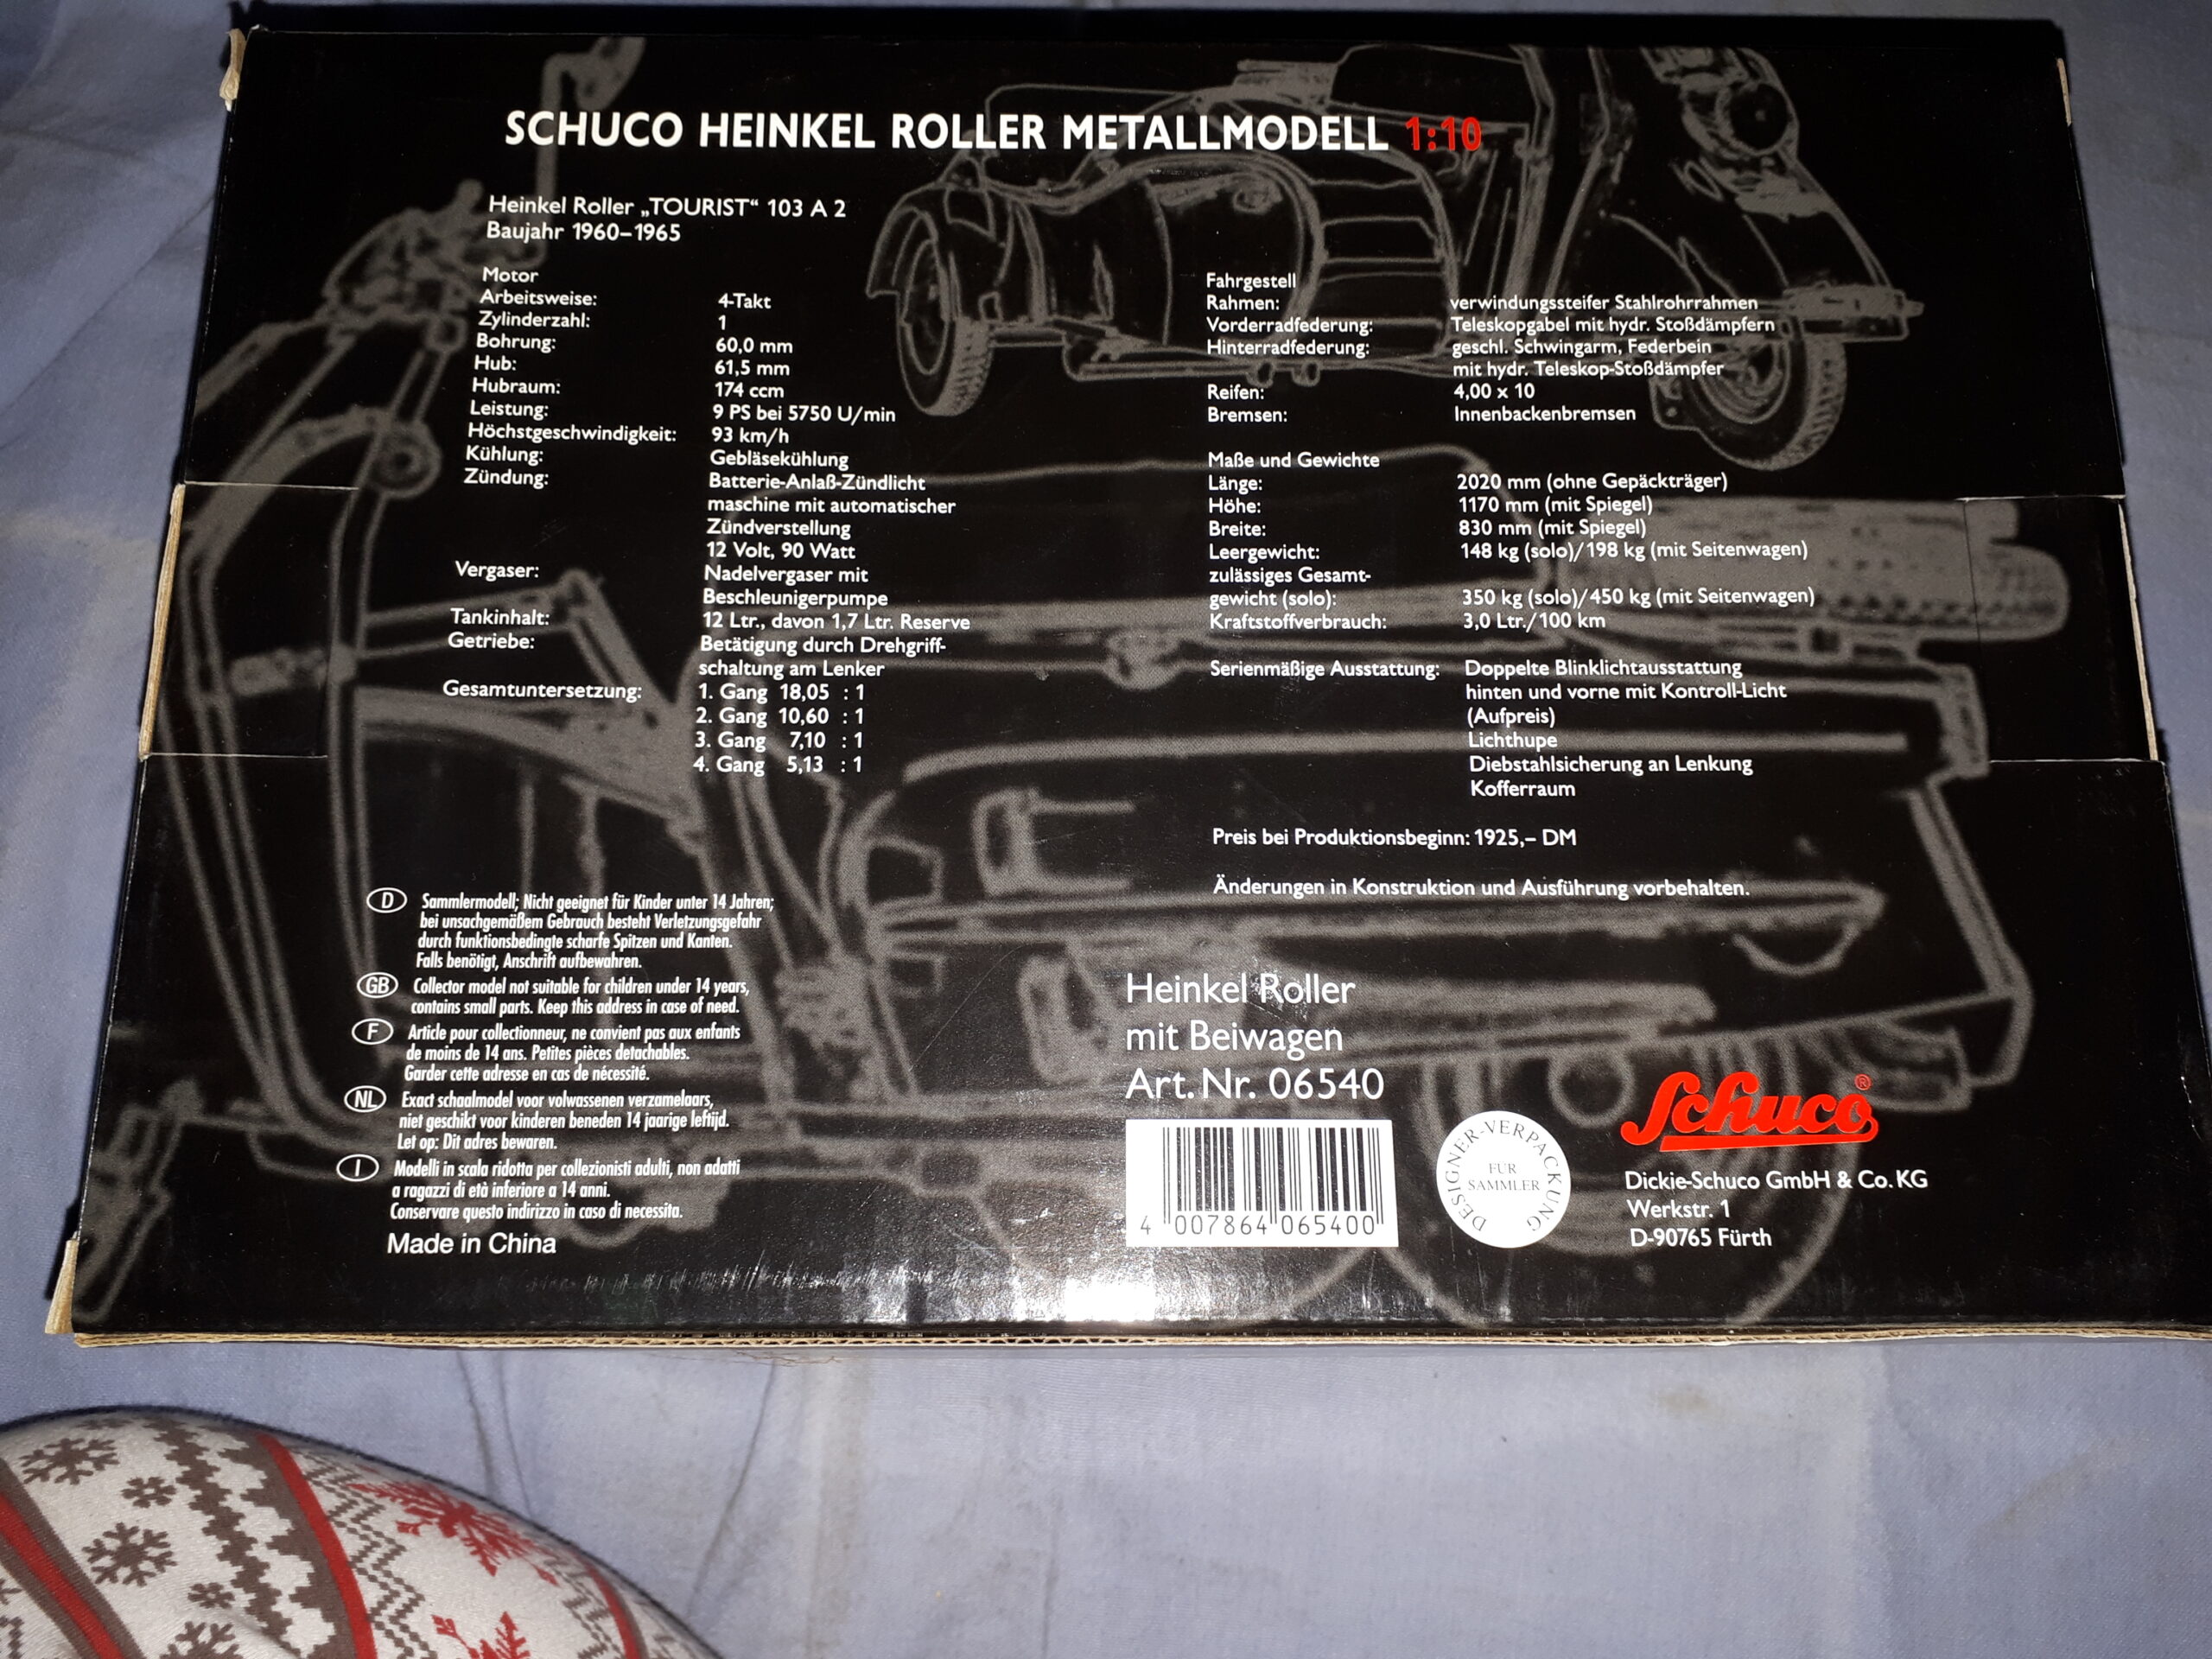 SCHUCO HEINKEL ROLLER METALLMODELL 1:10
Heinkel Roller „TOURIST“ 103 A 2
Baujahr 1960–1965
Motor
Arbeitsweise: 4-Takt
Zylinderzahl: 1
Bohrung: 60,0 mm
Hub: 61,5 mm
Hubraum: 174 ccm
Leistung: 9 PS bei 5750 U/min
Höchstgeschwindigkeit: 93 km/h
Kühlung: Gebläsekühlung
Zündung: Batterie-Anlaß-Zündlicht
maschine mit automatischer
Zündverstellung
12 Volt, 90 Watt
Vergaser: Nadelvergaser mit
Beschleunigerpumpe
Tankinhalt: 12 Ltr., davon 1,7 Ltr. Reserve
Getriebe: Betätigung durch Drehgriff-
schaltung am Lenker
Gesamtuntersetzung: 1. Gang 18,05 : 1
2. Gang 10,60 : 1
3. Gang 7,10 : 1
4. Gang 5,13 : 1
Fahrgestell
Rahmen: verwindungssteifer Stahlrohrrahmen
Vorderradfederung: Teleskopgabel mit hydr. Stoßdämpfern
Hinterradfederung: geschl. Schwingarm, Federbein
mit hydr. Teleskop-Stoßdämpfer
Reifen: 4,00 x 10
Bremsen: Innenbackenbremsen
Maße und Gewichte
Länge: 2020 mm (ohne Gepäckträger)
Höhe: 1170 mm (mit Spiegel)
Breite: 830 mm (mit Spiegel)
Leergewicht: 148 kg (solo)/198 kg (mit Seitenwagen)
zulässiges Gesamt-
gewicht (solo): 350 kg (solo)/450 kg (mit Seitenwagen)
Kraftstoffverbrauch: 3,0 Ltr./100 km
Serienmäßige Ausstattung: Doppelte Blinklichtausstattung
hinten und vorne mit Kontroll-Licht
(Aufpreis)
Lichthupe
Diebstahlsicherung an Lenkung
Kofferraum
Preis bei Produktionsbeginn: 1925,– DM
Änderungen in Konstruktion und Ausführung vorbehalten.
D Sammlermodell; Nicht geeignet für Kinder unter 14 Jahren;
bei unsachgemäßem Gebrauch besteht Verletzungsgefahr
durch funktionsbedingte scharfe Spitzen und Kanten.
Falls benötigt, Anschrift aufbewahren.
GB Collector model not suitable for children under 14 years,
contains small parts. Keep this address in case of need.
F Article pour collectionneur, ne convient pas aux enfants
de moins de 14 ans. Petites pièces detachables.
Garder cette adresse en cas de nécessité.
NL Exact schaalmodel voor volwassenen verzamelaars,
niet geschikt voor kinderen beneden 14 jaarige leftijd.
Let op: Dit adres bewaren.
I Modelli in scala ridotta per collezionisti adulti, non adatti
a ragazzi di età inferiore a 14 anni.
Conservare questo indirizzo in caso di necessita.
Made in China
Heinkel Roller
mit Beiwagen
Art. Nr. 06540
4 007864 065400
DESIGNER-VERPACKUNG
FÜR
SAMMLER
Schuco®
Dickie-Schuco GmbH & Co. KG
Werkstr. 1
D-90765 Fürth